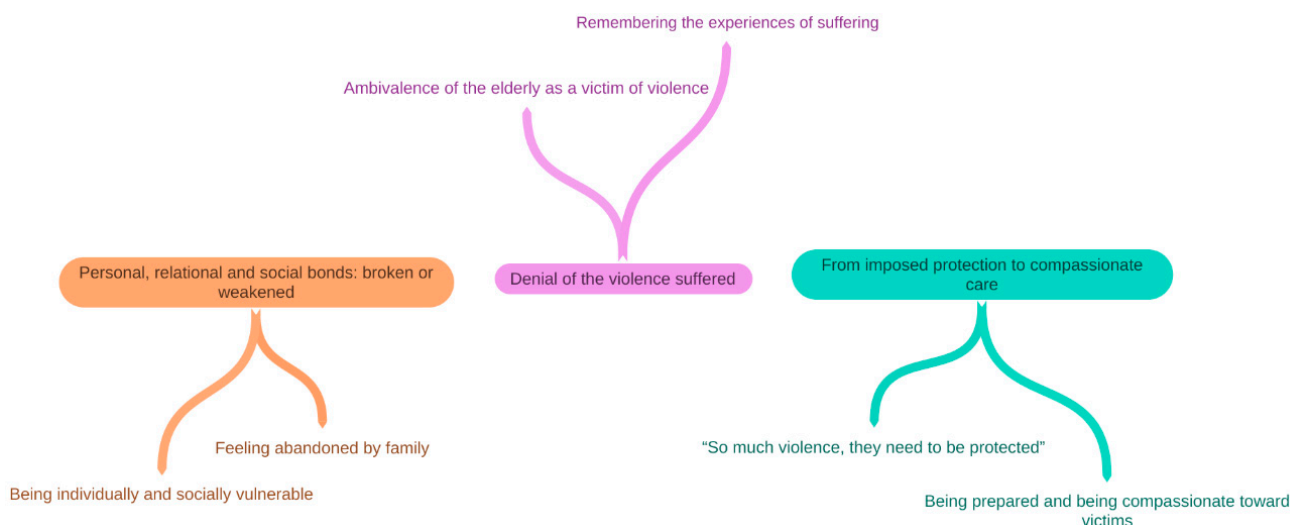 Remembering the experiences of suffering
Ambivalence of the elderly as a victim of violence
Personal, relational and social bonds: broken or
weakened
Denial of the violence suffered
From imposed protection to compassionate
care
Feeling abandoned by family
Being individually and socially vulnerable
“So much violence, they need to be protected”
Being prepared and being compassionate toward
victims